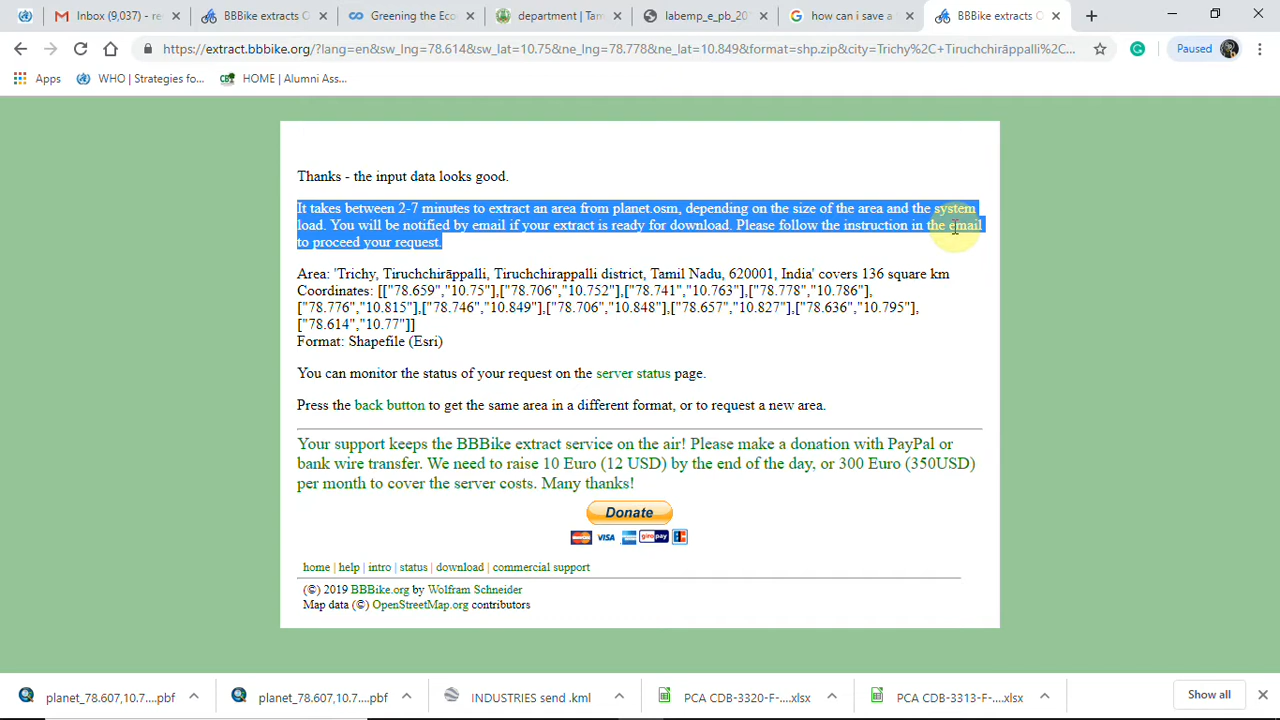 Inbox (9,037) - re
BBBike extracts O
Greening the Eco
department | Tam
labemp_e_pb_20
how can i save a
BBBike extracts O
https://extract.bbbike.org/?lang=en&sw_lng=78.614&sw_lat=10.75&ne_lng=78.778&ne_lat=10.849&format=shp.zip&city=Trichy%2C+Tiruchchirāppalli%2C...
Paused
Apps
WHO | Strategies fo...
HOME | Alumni Ass...
Thanks - the input data looks good.
It takes between 2-7 minutes to extract an area from planet.osm, depending on the size of the area and the system
load. You will be notified by email if your extract is ready for download. Please follow the instruction in the email
to proceed your request.
Area: 'Trichy, Tiruchchirāppalli, Tiruchchirappalli district, Tamil Nadu, 620001, India' covers 136 square km
Coordinates: [["78.659","10.75"],["78.706","10.752"],["78.741","10.763"],["78.778","10.786"],
["78.776","10.815"],["78.746","10.849"],["78.706","10.848"],["78.657","10.827"],["78.636","10.795"],
["78.614","10.77"]]
Format: Shapefile (Esri)
You can monitor the status of your request on the server status page.
Press the back button to get the same area in a different format, or to request a new area.
Your support keeps the BBBike extract service on the air! Please make a donation with PayPal or
bank wire transfer. We need to raise 10 Euro (12 USD) by the end of the day, or 300 Euro (350USD)
per month to cover the server costs. Many thanks!
Donate
VISA
giropay
home | help | intro | status | download | commercial support
(©) 2019 BBBike.org by Wolfram Schneider
Map data (©) OpenStreetMap.org contributors
planet_78.607,10.7....pbf
planet_78.607,10.7....pbf
INDUSTRIES send .kml
PCA CDB-3320-F-....xlsx
PCA CDB-3313-F-....xlsx
Show all